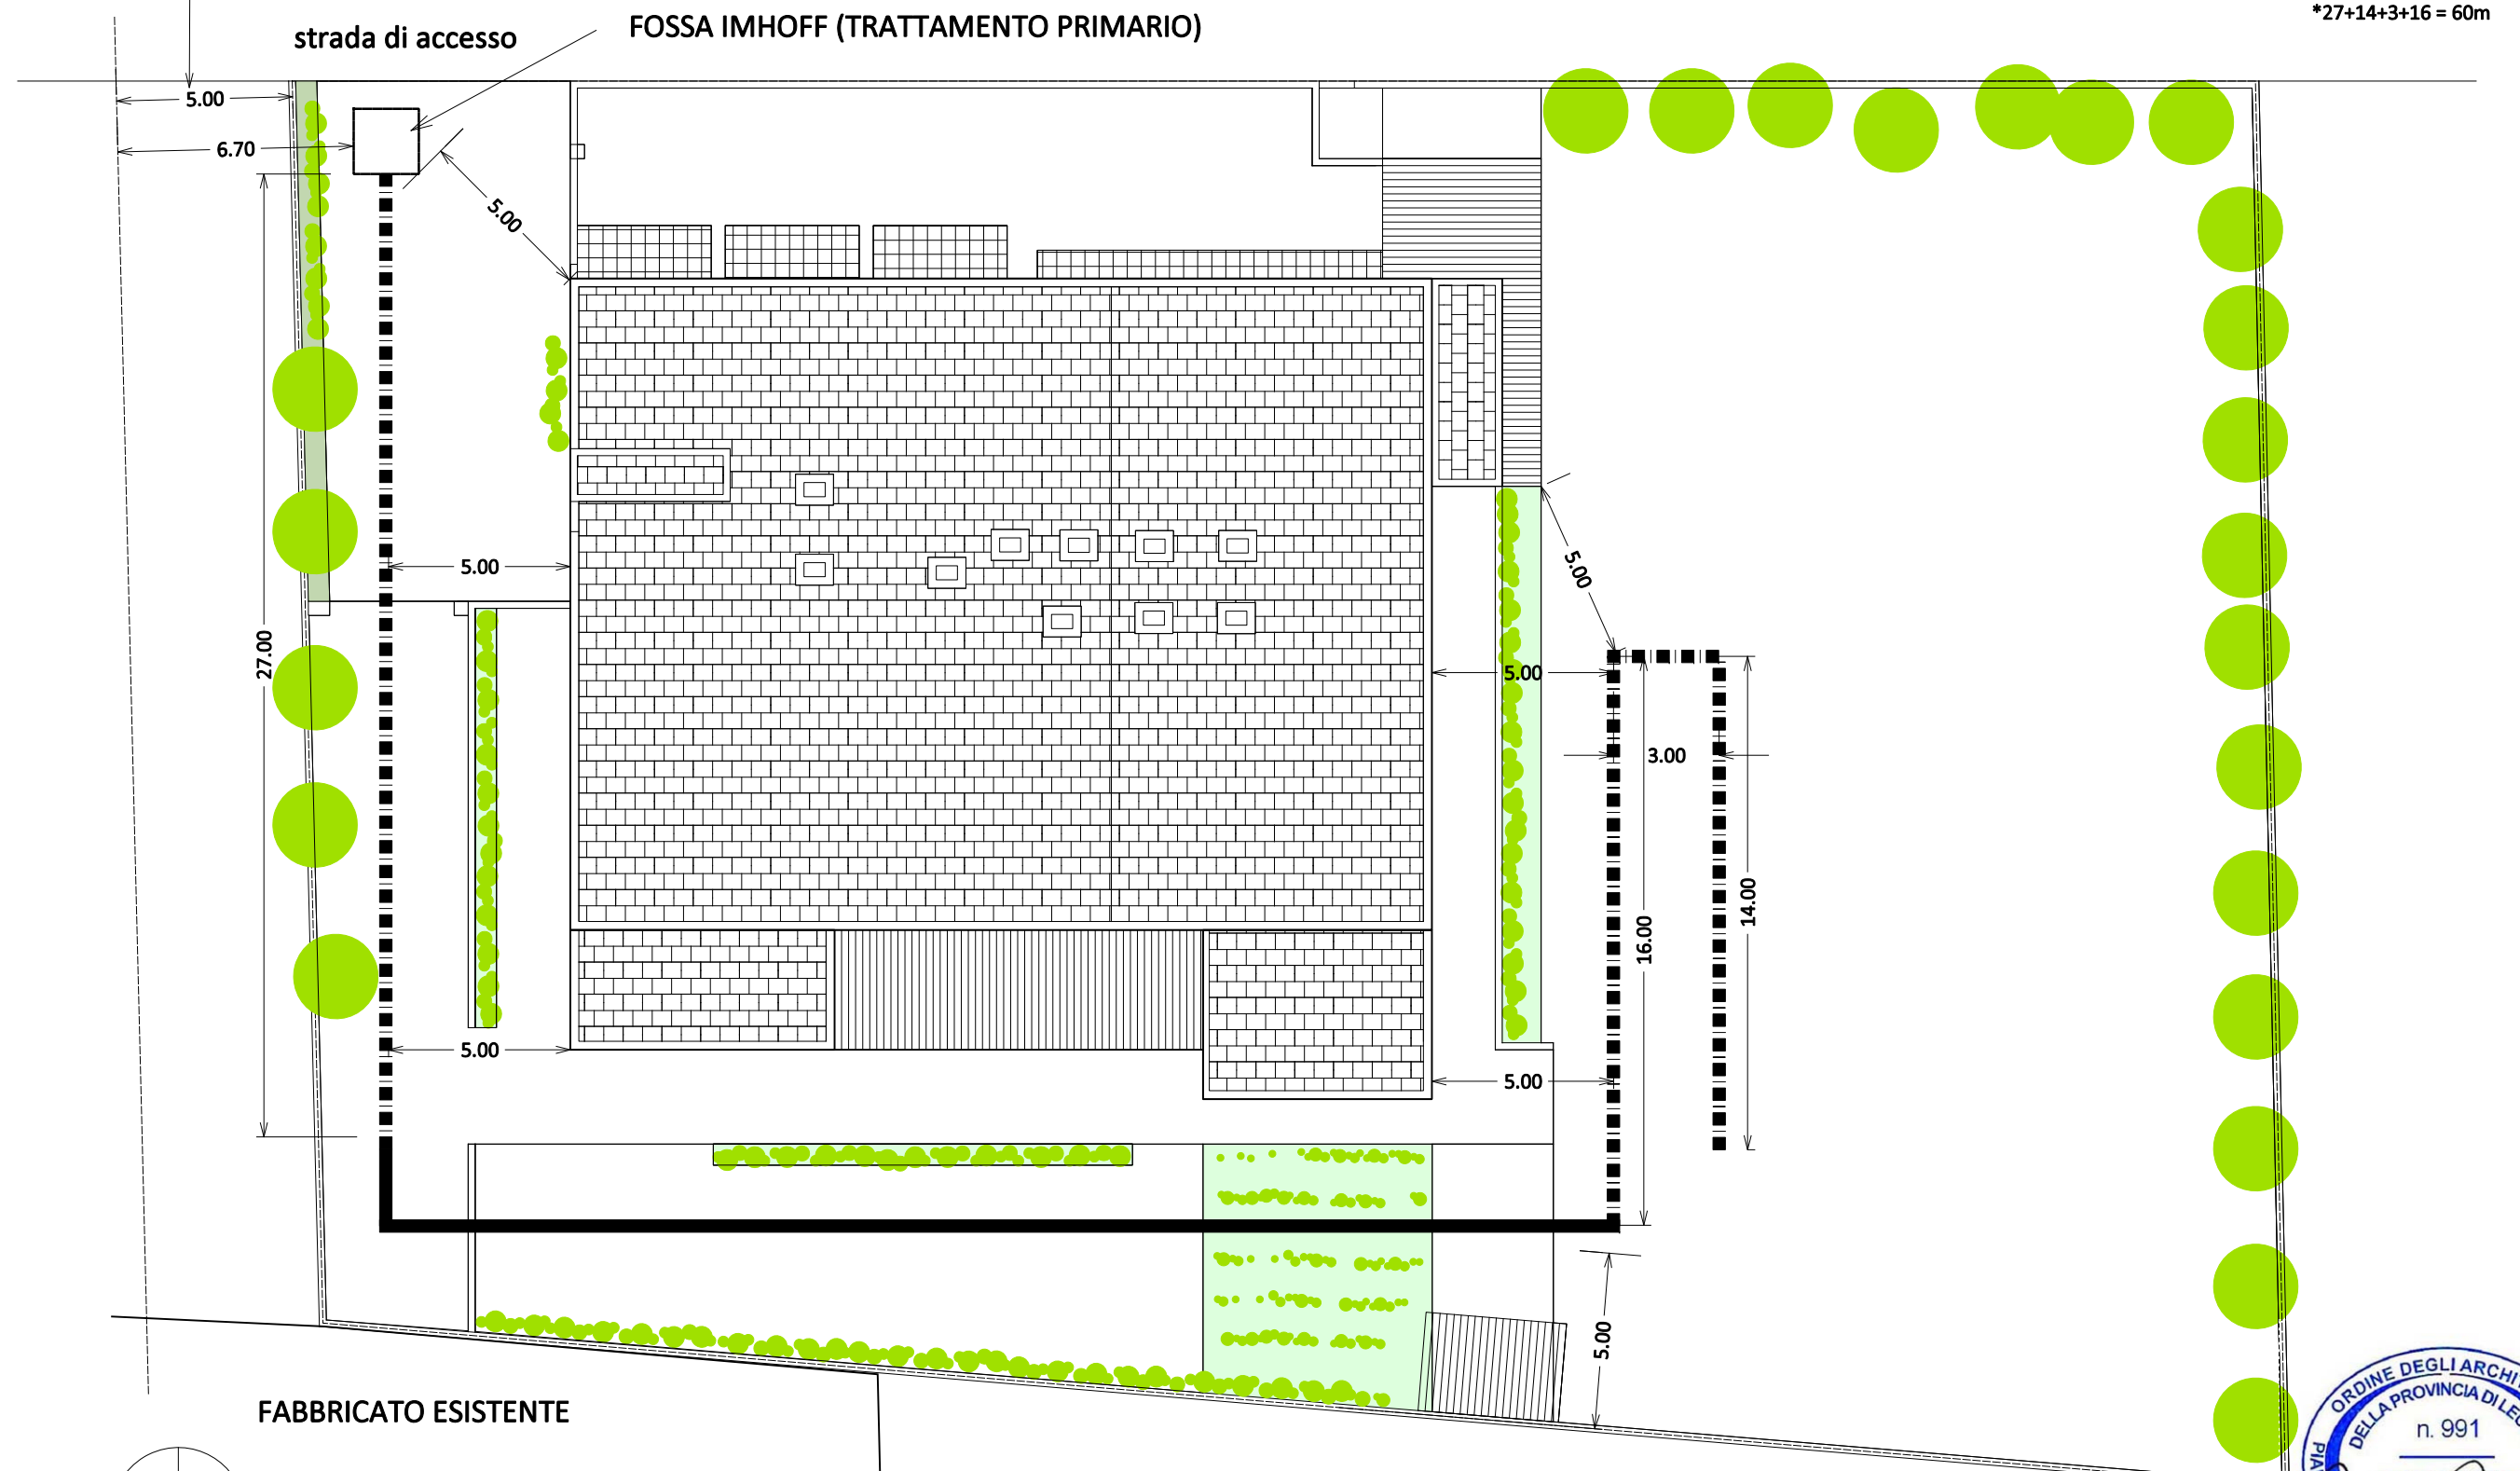 *27+14+3+16 = 60m
FOSSA IMHOFF (TRATTAMENTO PRIMARIO)
strada di accesso
5.00
6.70
5.00
5.00
5.00
27.00
5.00
3.00
14.00
16.00
5.00
5.00
5.00
FABBRICATO ESISTENTE
ORDINE DEGLI ARCHI
DELLA PROVINCIA DI LEC
n. 991
PIA